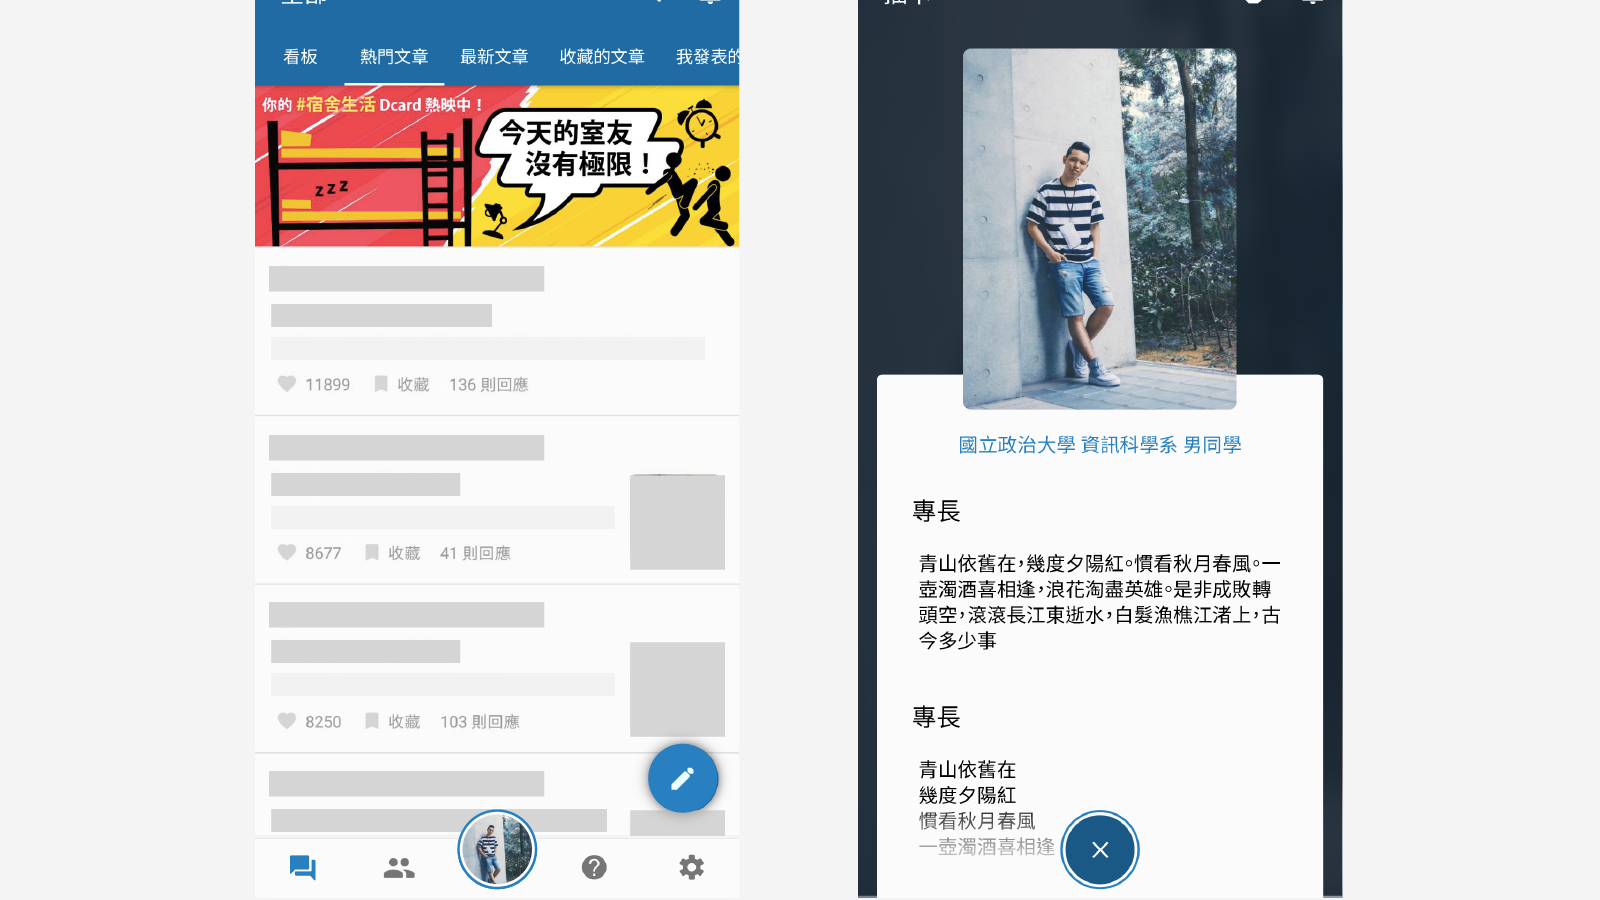 看板 熱門文章 最新文章 收藏的文章 我發表的
你的 #宿舍生活 Dcard 熱映中！
今天的室友
沒有極限！
zzz
11899 收藏 136 則回應
8677 收藏 41 則回應
8250 收藏 103 則回應
國立政治大學 資訊科學系 男同學
專長
青山依舊在，幾度夕陽紅。慣看秋月春風。一
壺濁酒喜相逢，浪花淘盡英雄。是非成敗轉
頭空，滾滾長江東逝水，白髮漁樵江渚上，古
今多少事
專長
青山依舊在
幾度夕陽紅
慣看秋月春風
一壺濁酒喜相逢